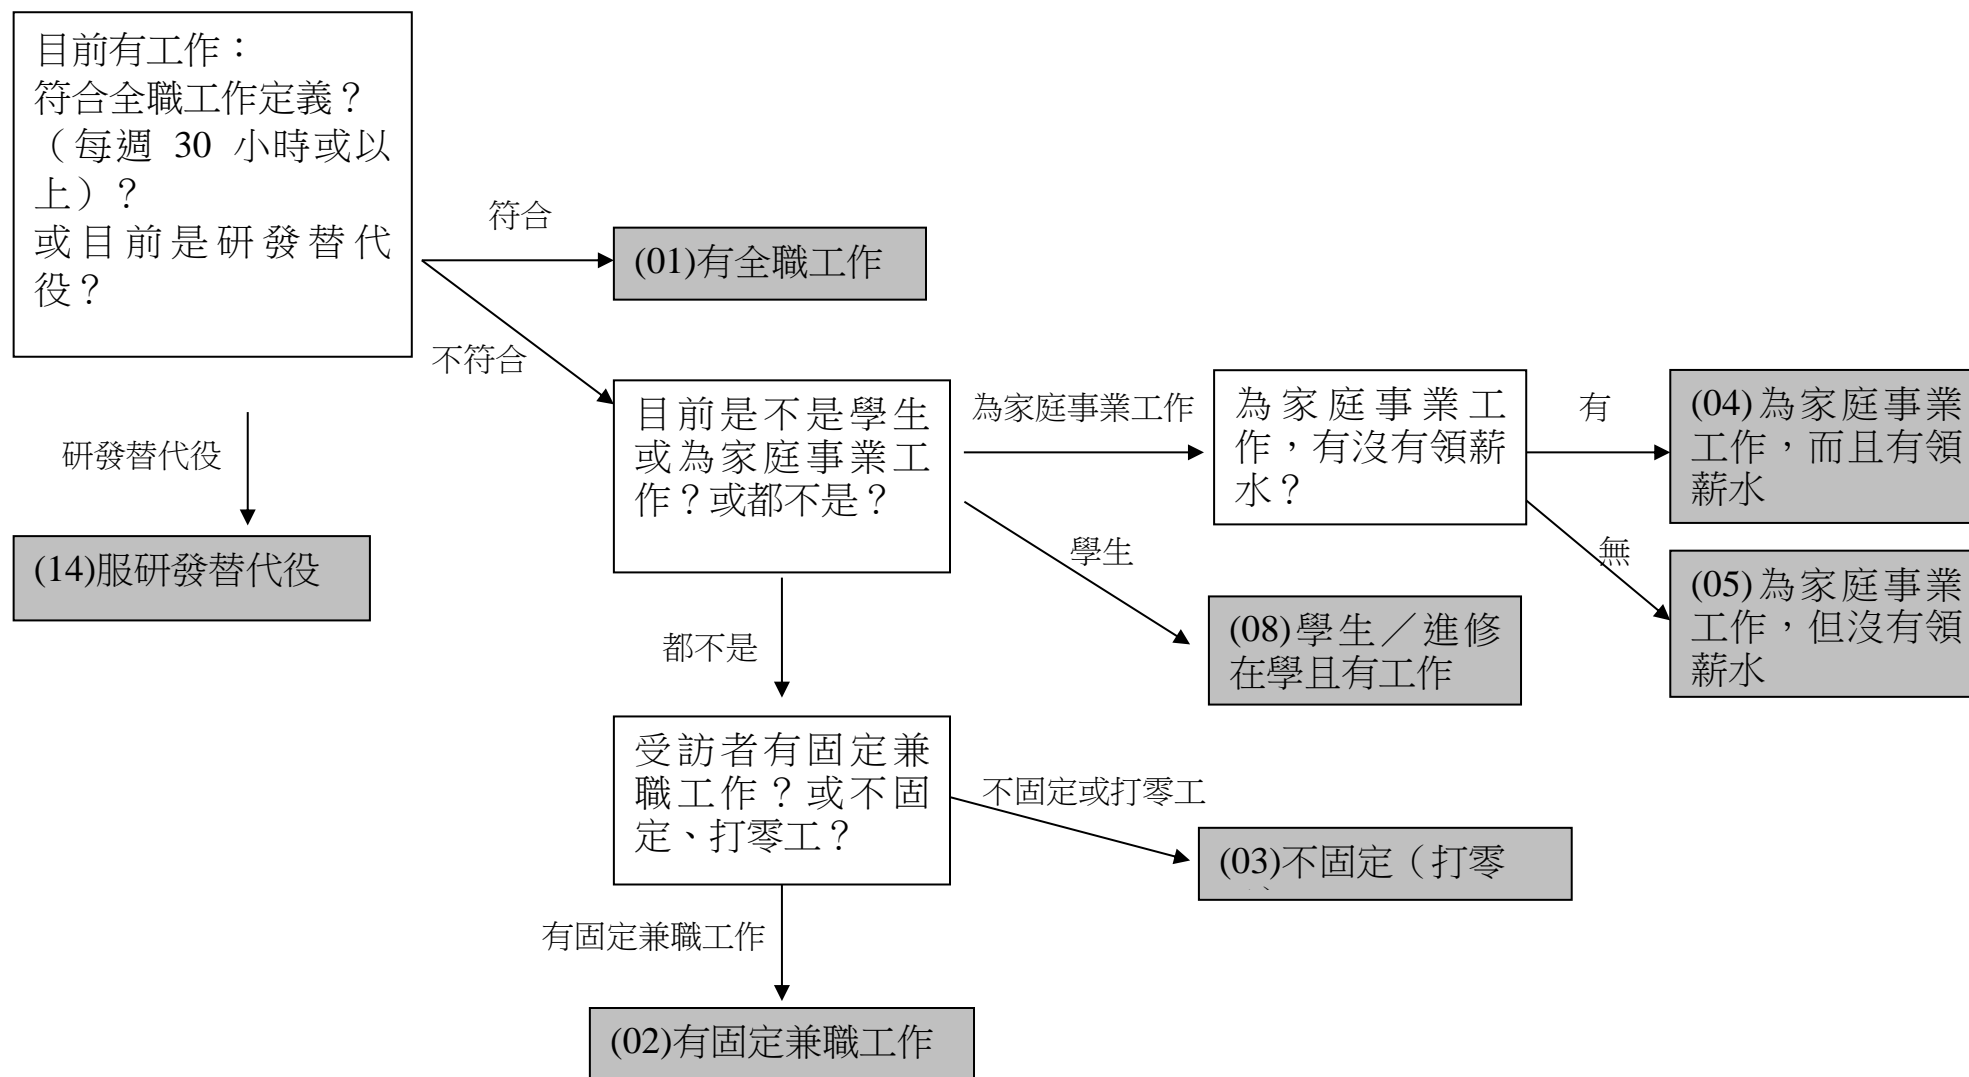 目前有工作：
符合全職工作定義？
（每週 30 小時或以
上）？
或目前是研發替代
役？
符合
(01)有全職工作
不符合
研發替代役
(14)服研發替代役
目前是不是學生
或為家庭事業工
作？或都不是？
為家庭事業工作
為家庭事業工
作，有沒有領薪
水？
有
(04)為家庭事業
工作，而且有領
薪水
無
(05)為家庭事業
工作，但沒有領
薪水
學生
(08)學生／進修
在學且有工作
都不是
受訪者有固定兼
職工作？或不固
定、打零工？
不固定或打零工
(03)不固定（打零
有固定兼職工作
(02)有固定兼職工作